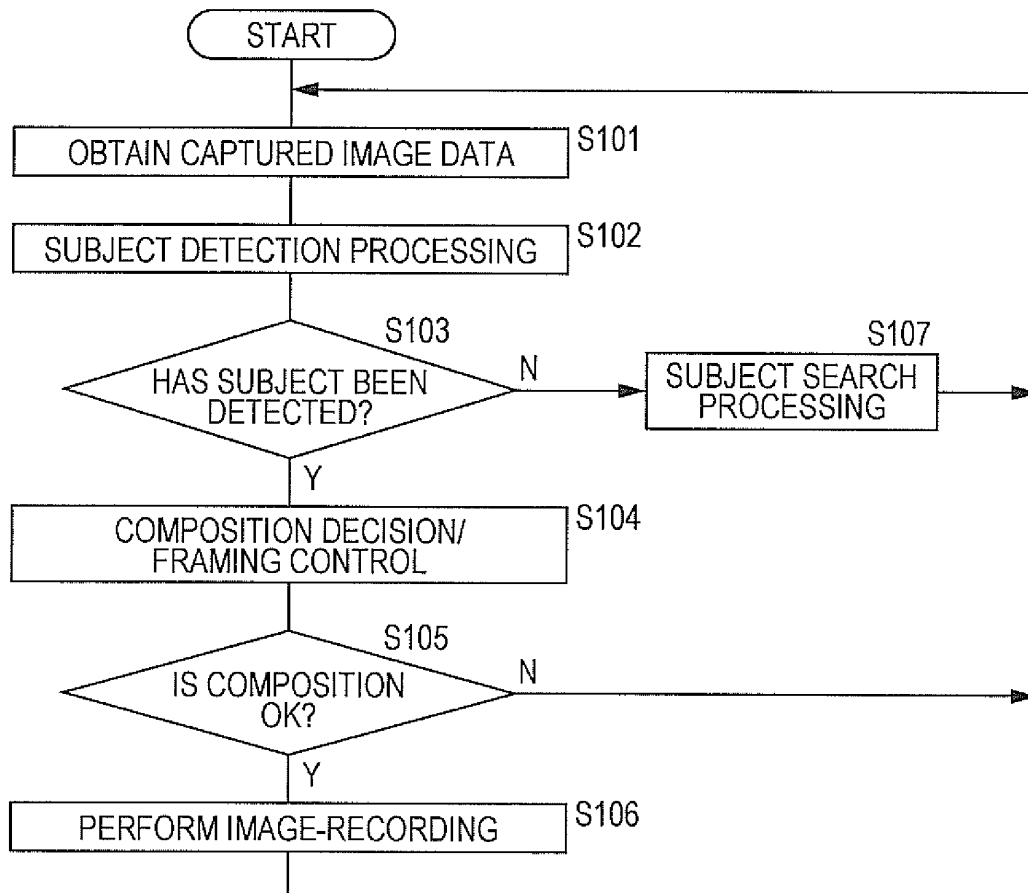 START
OBTAIN CAPTURED IMAGE DATA
S101
SUBJECT DETECTION PROCESSING
S102
S103
HAS SUBJECT BEEN
DETECTED?
N
S107
SUBJECT SEARCH
PROCESSING
Y
COMPOSITION DECISION/
FRAMING CONTROL
S104
S105
IS COMPOSITION
OK?
N
Y
PERFORM IMAGE-RECORDING
S106